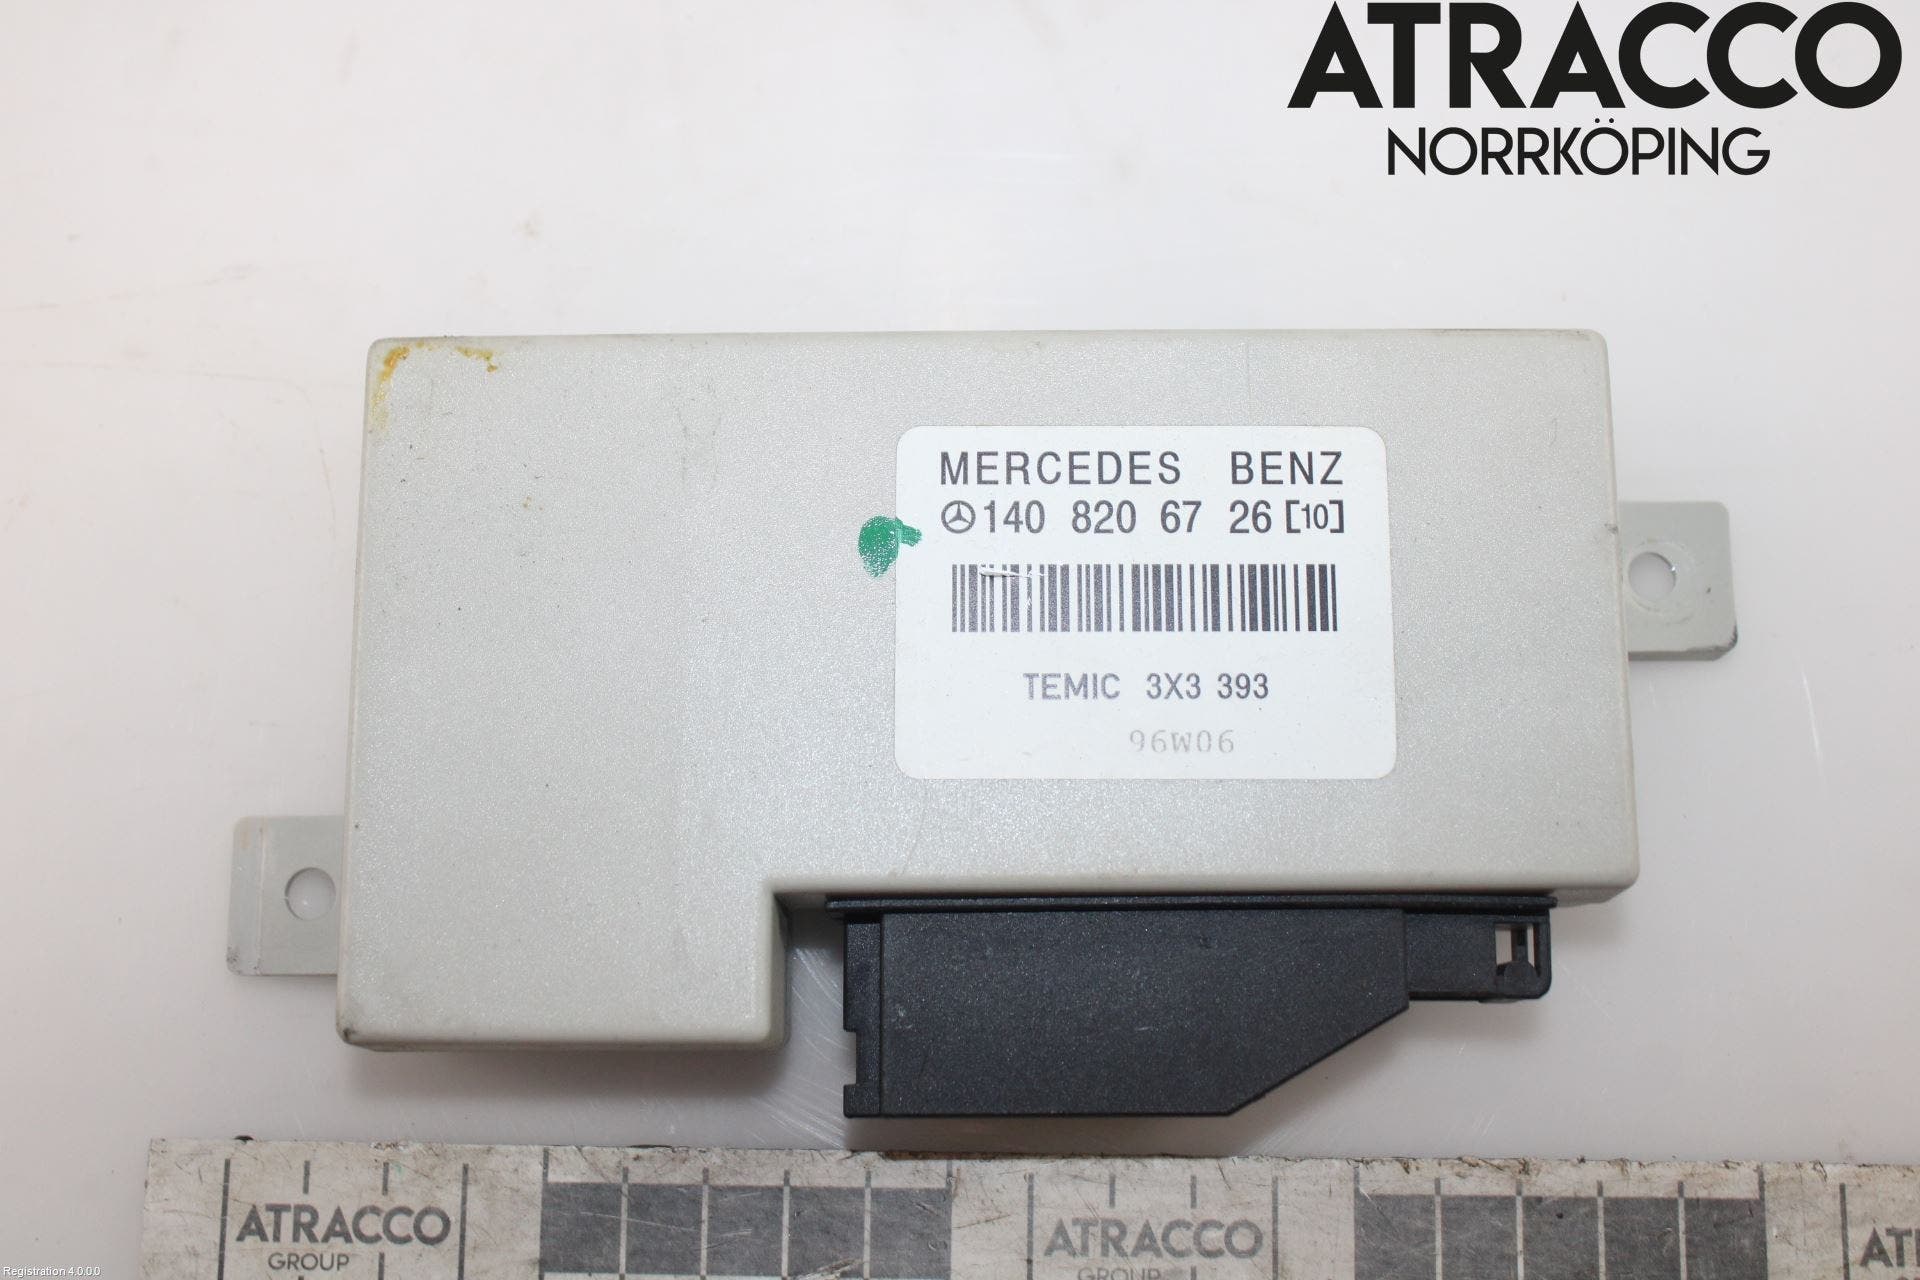 ATRACCO
NORRKÖPING
MERCEDES BENZ
140 820 67 26 [10]
TEMIC 3X3 393
96W06
ATRACCO
GROUP
ATRACCO
GROUP
AT
Registration 4.0.0.0